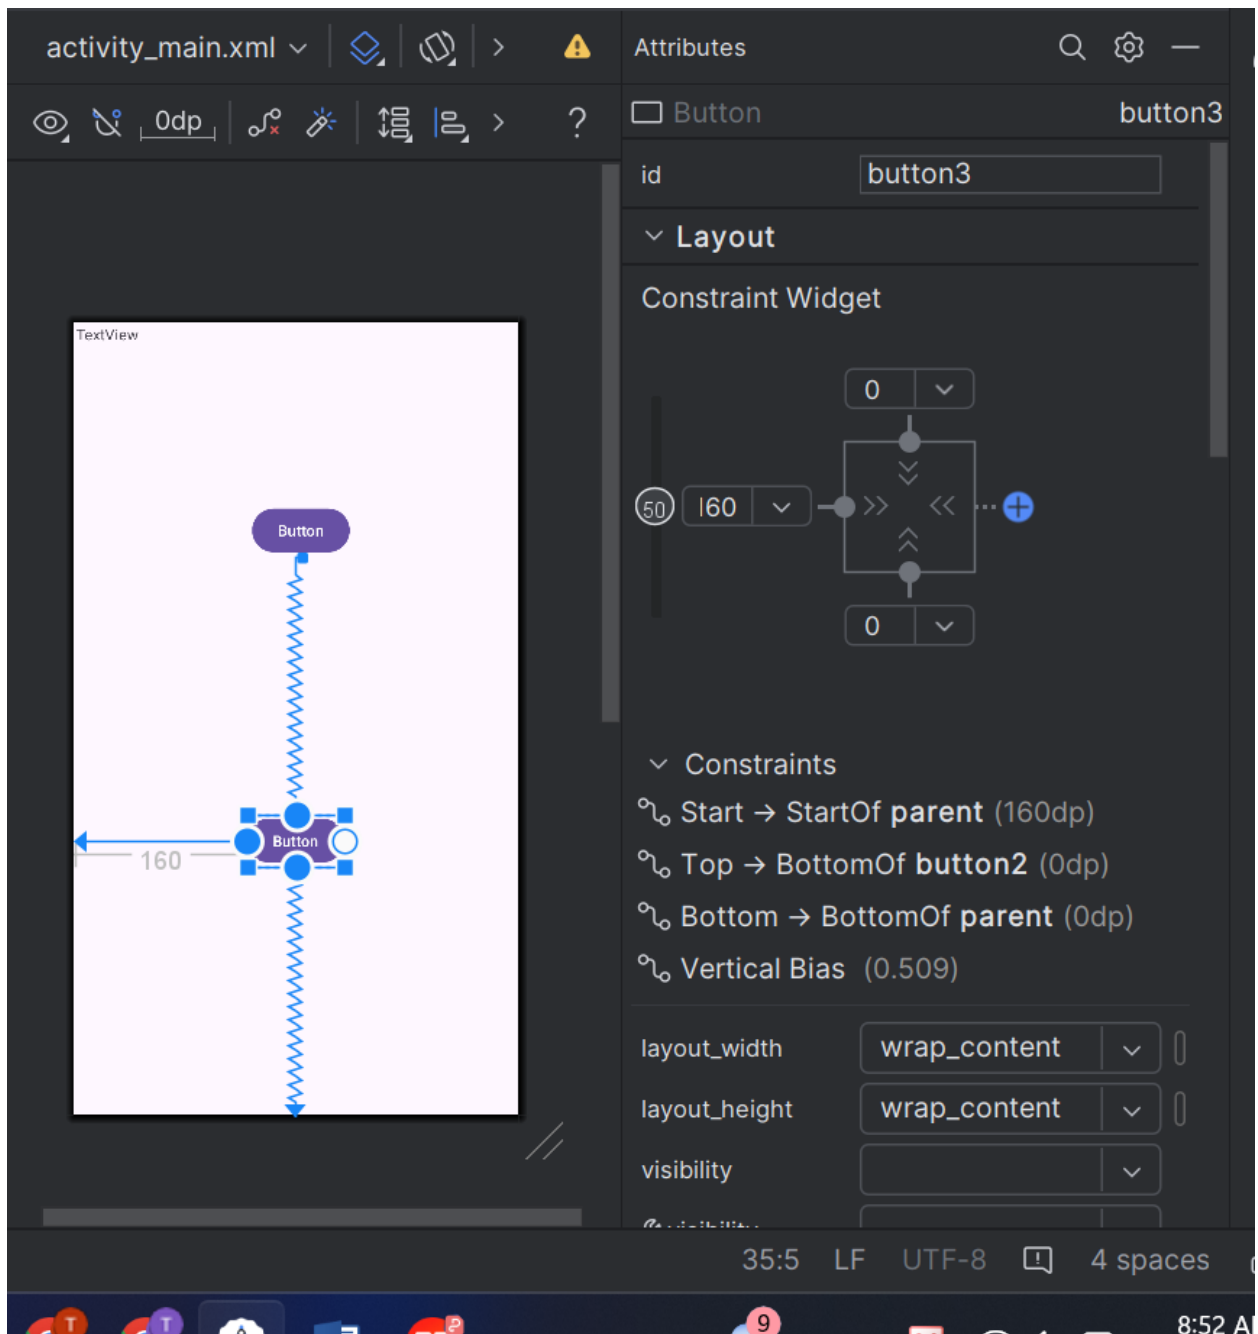 activity_main.xml
Attributes
0dp
?
Button
button3
id
button3
Layout
Constraint Widget
TextView
0
50
160
0
Button
Constraints
Start → StartOf parent (160dp)
Top → BottomOf button2 (0dp)
Bottom → BottomOf parent (0dp)
Vertical Bias (0.509)
Button
160
layout_width
wrap_content
layout_height
wrap_content
visibility
visibility
35:5
LF
UTF-8
4 spaces
T
T
9
8:52 A